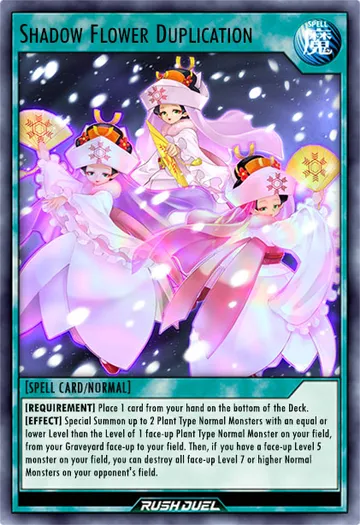 Shadow Flower Duplication
SPELL
魔
[SPELL CARD/NORMAL]
[REQUIREMENT] Place 1 card from your hand on the bottom of the Deck.
[EFFECT] Special Summon up to 2 Plant Type Normal Monsters with an equal or
lower Level than the Level of 1 face-up Plant Type Normal Monster on your field,
from your Graveyard face-up to your field. Then, if you have a face-up Level 5
monster on your field, you can destroy all face-up Level 7 or higher Normal
Monsters on your opponent's field.
RUSH DUEL